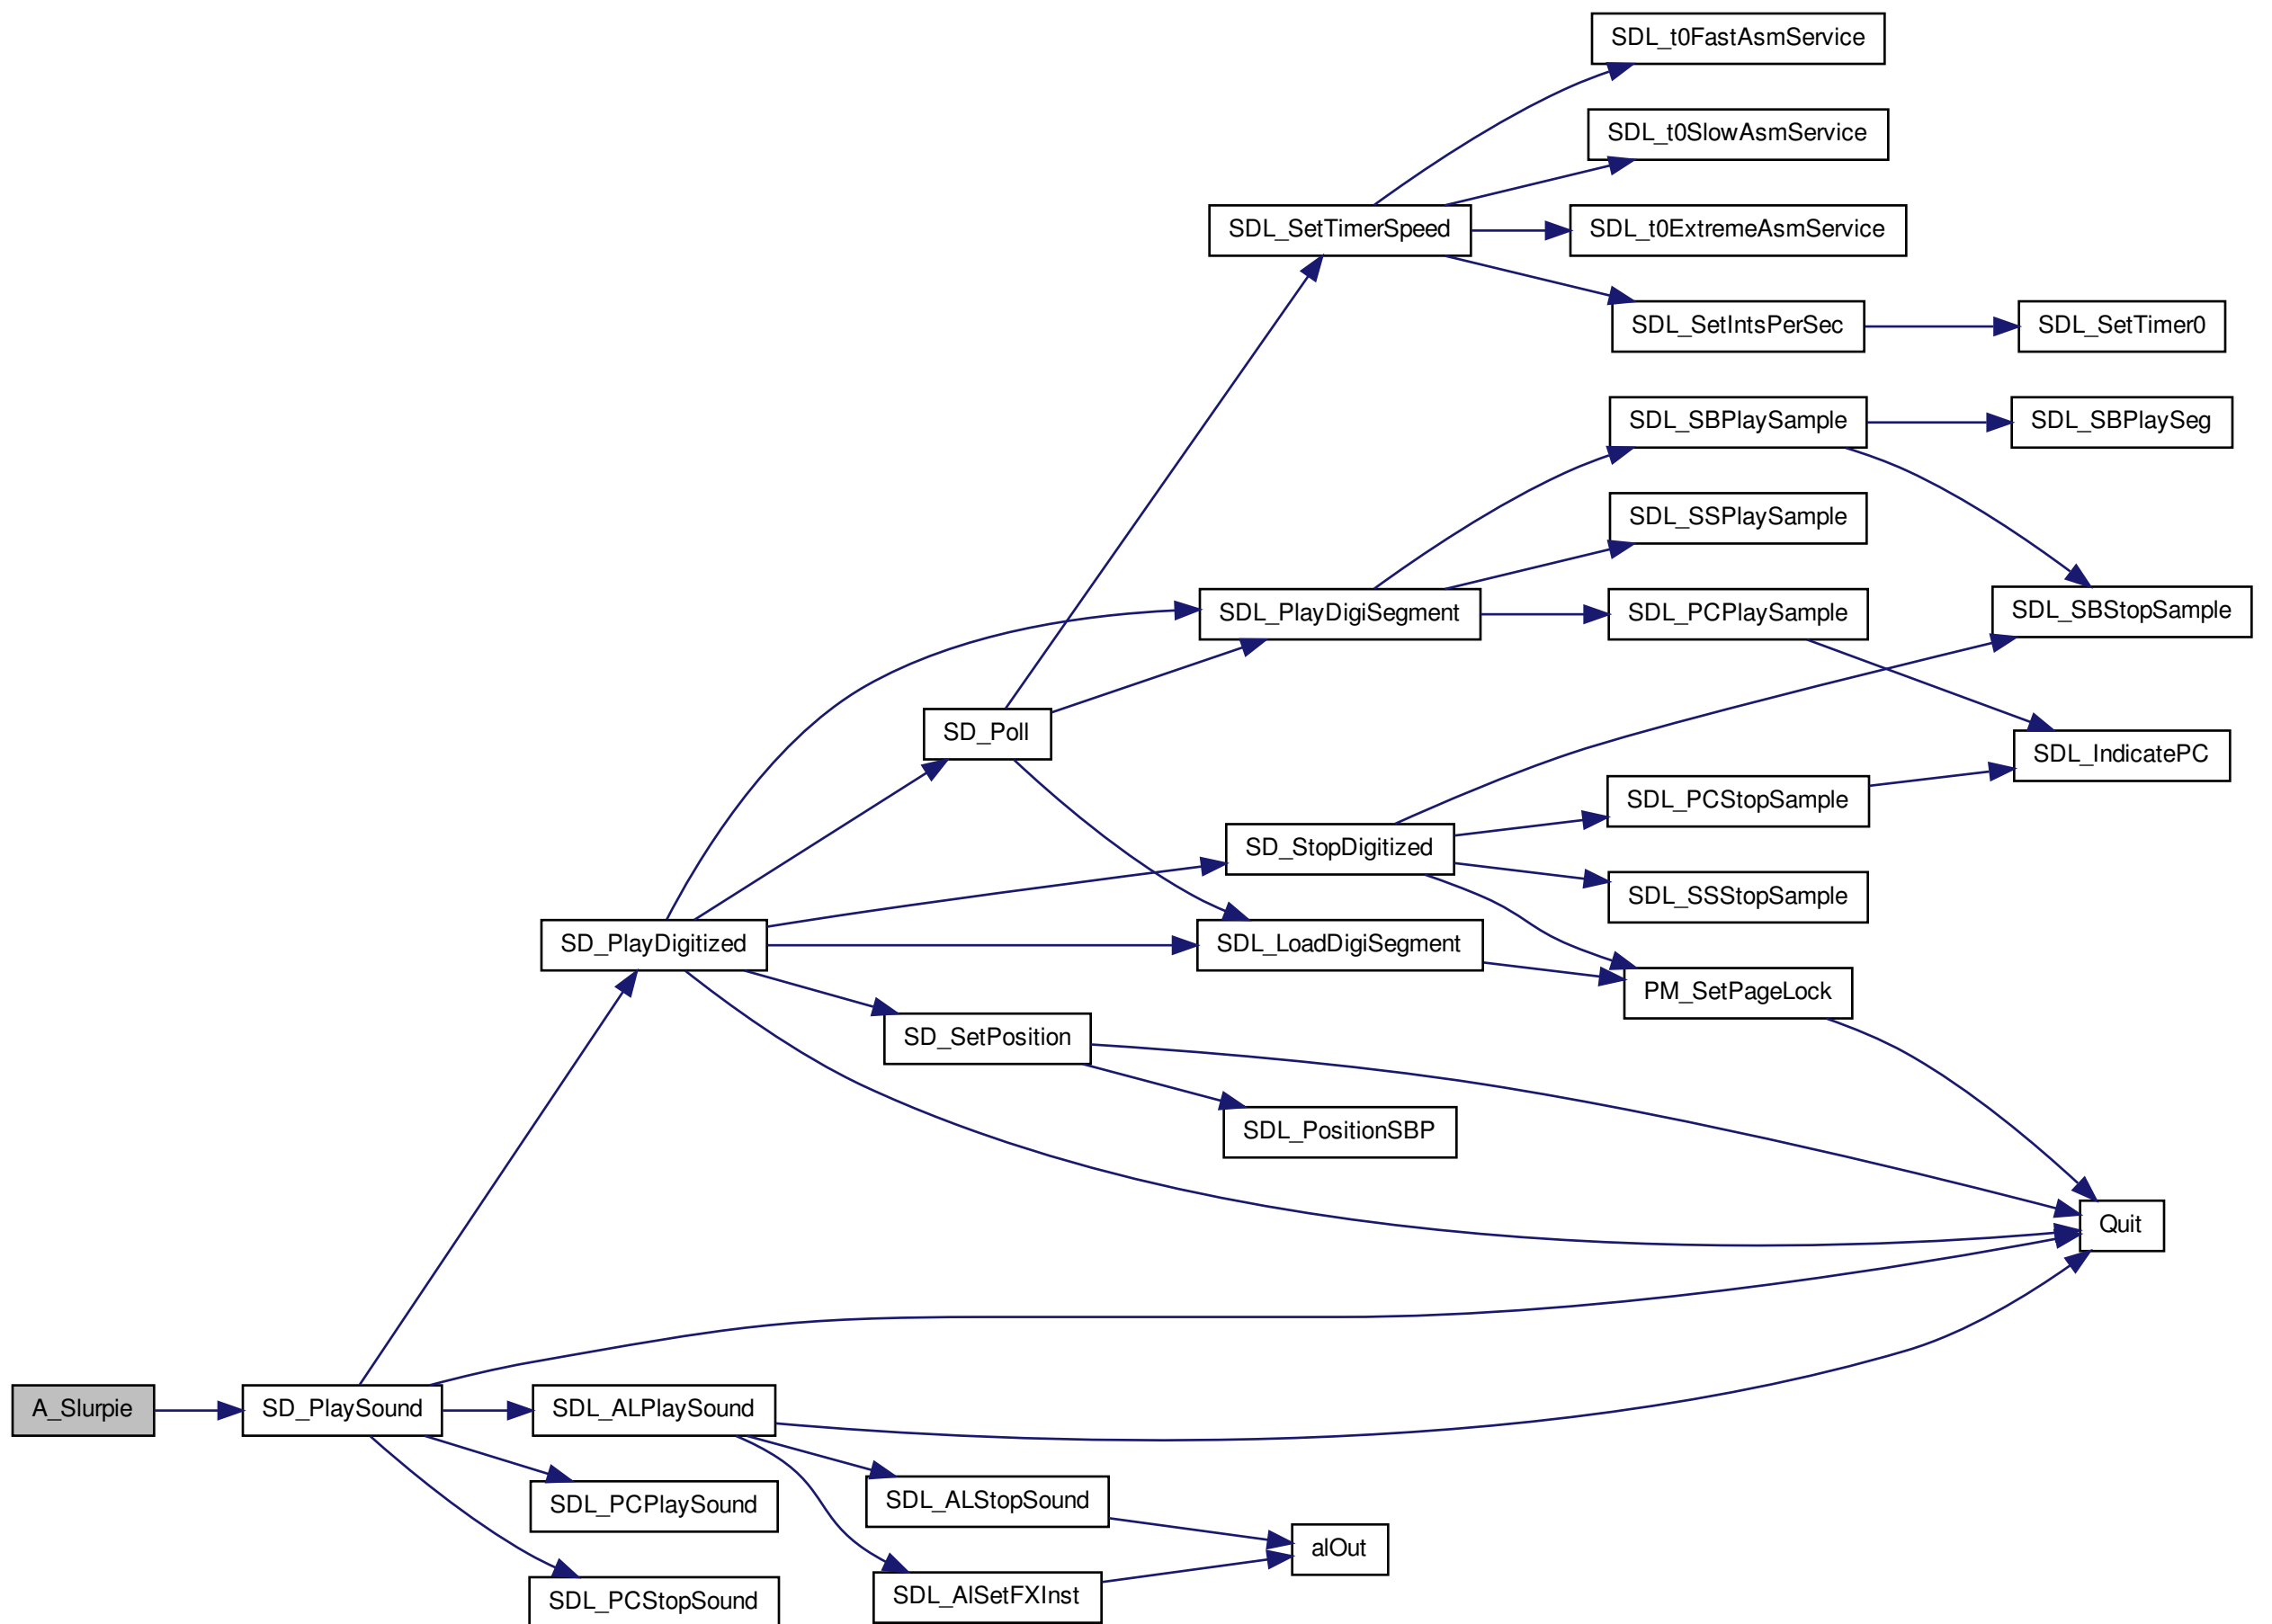 SDL_t0FastAsmService
SDL_t0SlowAsmService
SDL_SetTimerSpeed
SDL_t0ExtremeAsmService
SDL_SetIntsPerSec
SDL_SetTimer0
SDL_SBPlaySample
SDL_SBPlaySeg
SDL_SSPlaySample
SDL_PlayDigiSegment
SDL_PCPlaySample
SDL_SBStopSample
SD_Poll
SDL_IndicatePC
SDL_PCStopSample
SD_StopDigitized
SDL_SSStopSample
SD_PlayDigitized
SDL_LoadDigiSegment
PM_SetPageLock
SD_SetPosition
SDL_PositionSBP
Quit
A_Slurpie
SD_PlaySound
SDL_ALPlaySound
SDL_PCPlaySound
SDL_ALStopSound
alOut
SDL_AlSetFXInst
SDL_PCStopSound